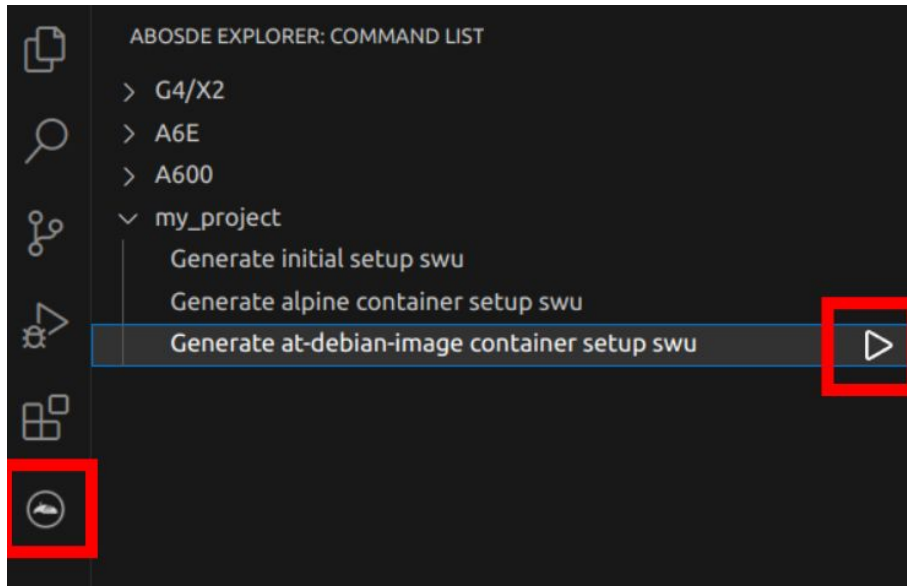 ABOSDE EXPLORER: COMMAND LIST
G4/X2
A6E
A600
my_project
Generate initial setup swu
Generate alpine container setup swu
Generate at-debian-image container setup swu